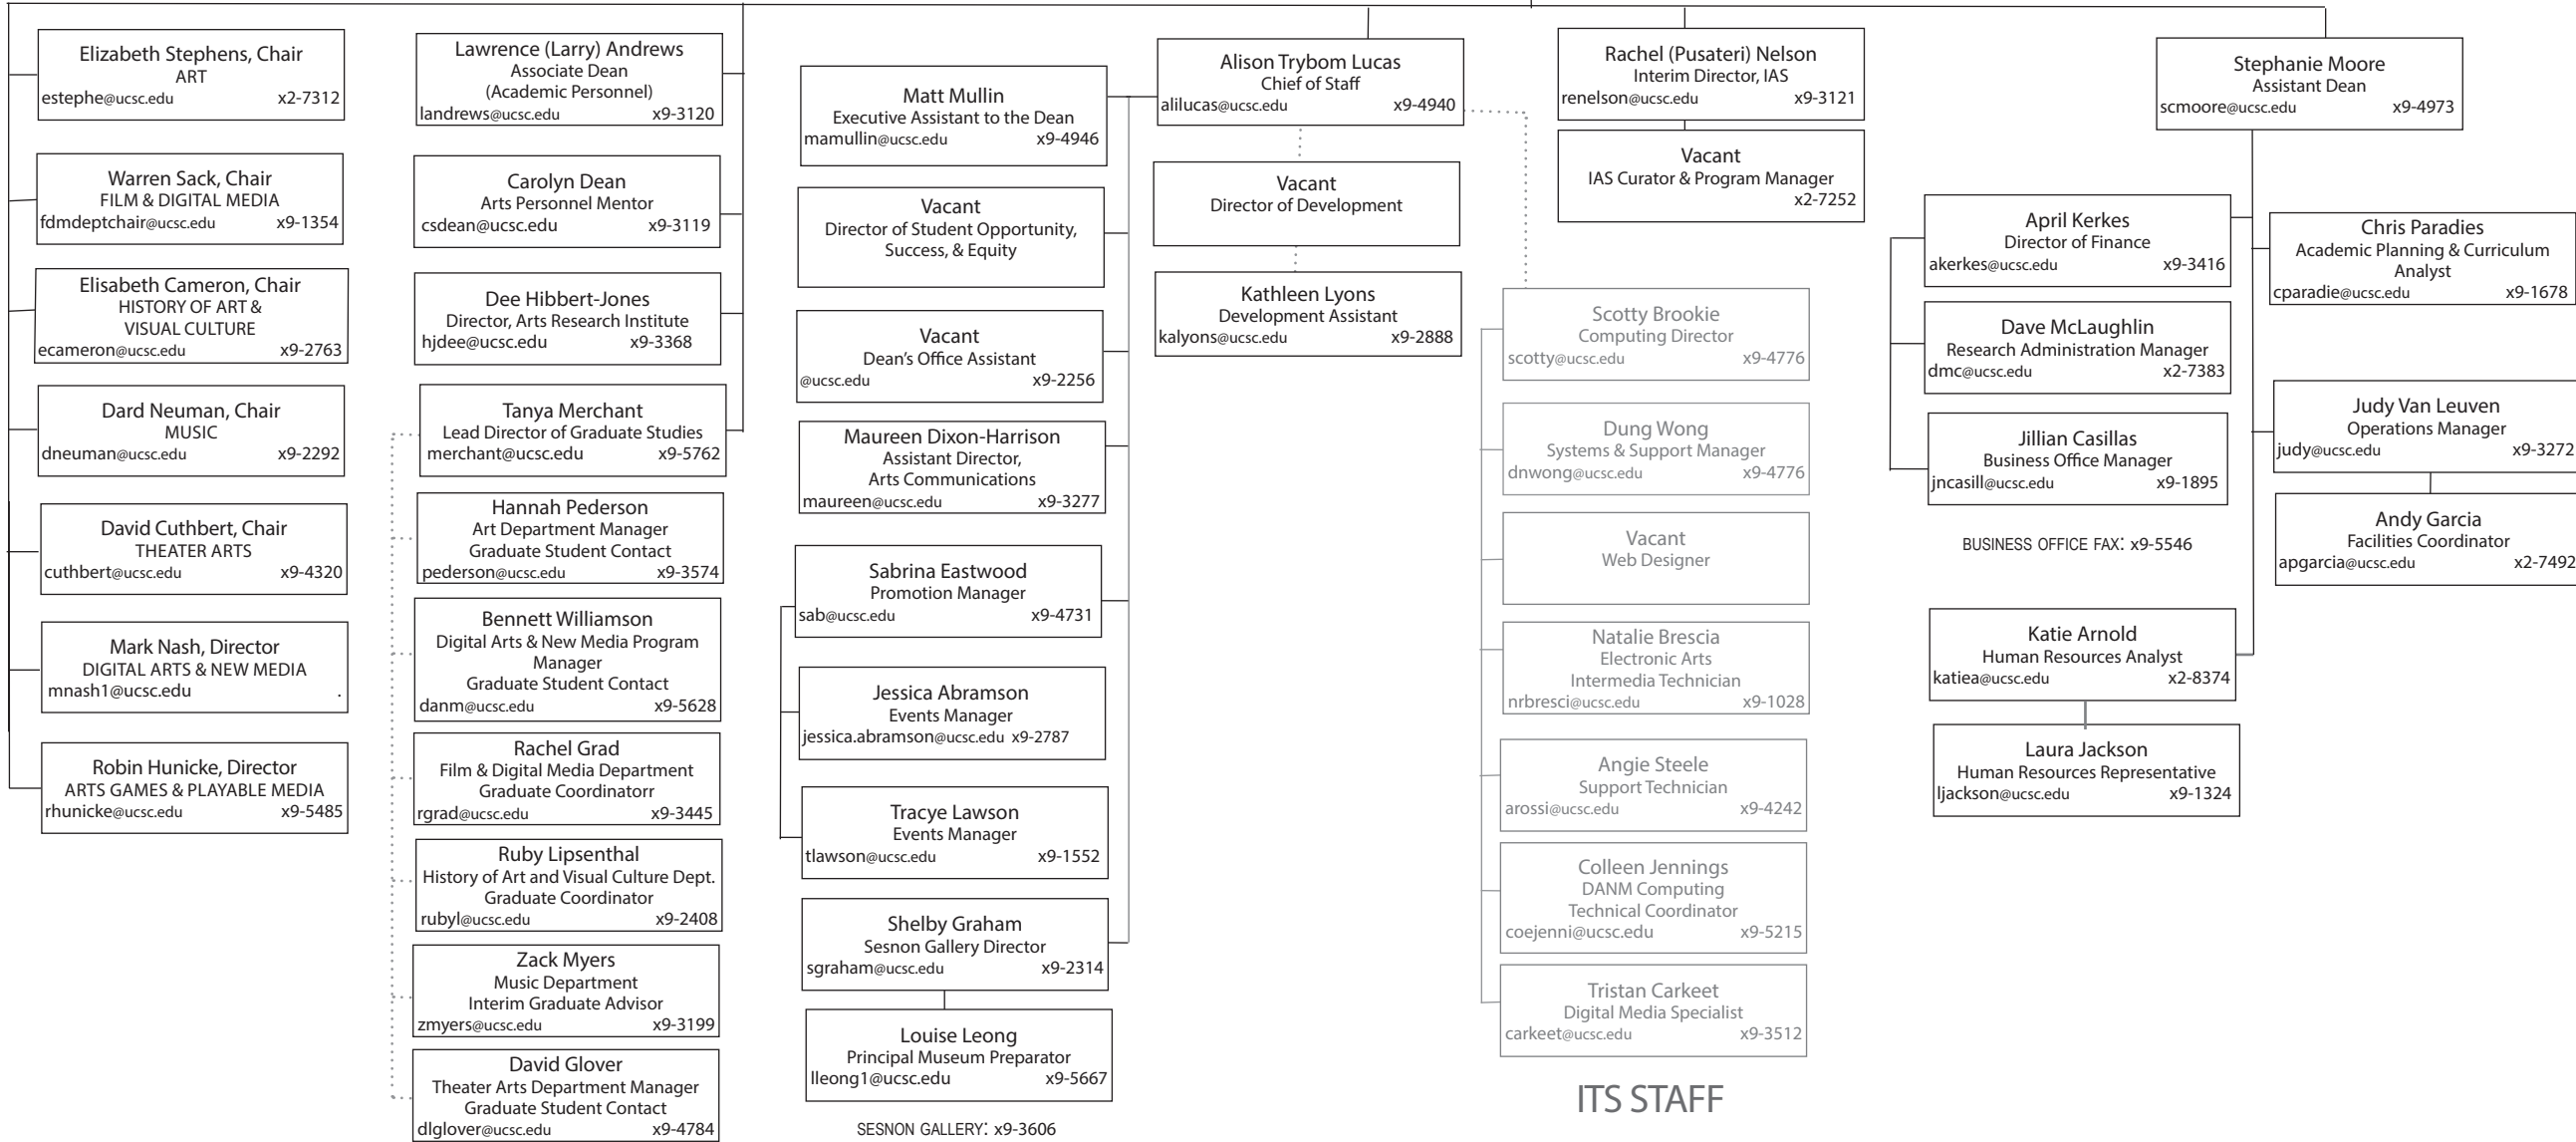 Elizabeth Stephens, Chair
ART
estephe@ucsc.edu x2-7312
Warren Sack, Chair
FILM & DIGITAL MEDIA
fdmdeptchair@ucsc.edu x9-1354
Elisabeth Cameron, Chair
HISTORY OF ART &
VISUAL CULTURE
ecameron@ucsc.edu x9-2763
Dard Neuman, Chair
MUSIC
dneuman@ucsc.edu x9-2292
David Cuthbert, Chair
THEATER ARTS
cuthbert@ucsc.edu x9-4320
Mark Nash, Director
DIGITAL ARTS & NEW MEDIA
mnash1@ucsc.edu .
Robin Hunicke, Director
ARTS GAMES & PLAYABLE MEDIA
rhunicke@ucsc.edu x9-5485
Lawrence (Larry) Andrews
Associate Dean
(Academic Personnel)
landrews@ucsc.edu x9-3120
Carolyn Dean
Arts Personnel Mentor
csdean@ucsc.edu x9-3119
Dee Hibbert-Jones
Director, Arts Research Institute
hjdee@ucsc.edu x9-3368
Tanya Merchant
Lead Director of Graduate Studies
merchant@ucsc.edu x9-5762
Hannah Pederson
Art Department Manager
Graduate Student Contact
pederson@ucsc.edu x9-3574
Bennett Williamson
Digital Arts & New Media Program
Manager
Graduate Student Contact
danm@ucsc.edu x9-5628
Rachel Grad
Film & Digital Media Department
Graduate Coordinatorr
rgrad@ucsc.edu x9-3445
Ruby Lipsenthal
History of Art and Visual Culture Dept.
Graduate Coordinator
rubyl@ucsc.edu x9-2408
Zack Myers
Music Department
Interim Graduate Advisor
zmyers@ucsc.edu x9-3199
David Glover
Theater Arts Department Manager
Graduate Student Contact
dlglover@ucsc.edu x9-4784
Matt Mullin
Executive Assistant to the Dean
mamullin@ucsc.edu x9-4946
Vacant
Director of Student Opportunity,
Success, & Equity
Vacant
Dean's Office Assistant
@ucsc.edu x9-2256
Maureen Dixon-Harrison
Assistant Director,
Arts Communications
maureen@ucsc.edu x9-3277
Sabrina Eastwood
Promotion Manager
sab@ucsc.edu x9-4731
Jessica Abramson
Events Manager
jessica.abramson@ucsc.edu x9-2787
Tracye Lawson
Events Manager
tlawson@ucsc.edu x9-1552
Shelby Graham
Sesnon Gallery Director
sgraham@ucsc.edu x9-2314
Louise Leong
Principal Museum Preparator
lleong1@ucsc.edu x9-5667
SESNON GALLERY: x9-3606
Alison Trybom Lucas
Chief of Staff
alilucas@ucsc.edu x9-4940
Vacant
Director of Development
Kathleen Lyons
Development Assistant
kalyons@ucsc.edu x9-2888
Rachel (Pusateri) Nelson
Interim Director, IAS
renelson@ucsc.edu x9-3121
Vacant
IAS Curator & Program Manager
x2-7252
Scotty Brookie
Computing Director
scotty@ucsc.edu x9-4776
Dung Wong
Systems & Support Manager
dnwong@ucsc.edu x9-4776
Vacant
Web Designer
Natalie Brescia
Electronic Arts
Intermedia Technician
nrbresci@ucsc.edu x9-1028
Angie Steele
Support Technician
arossi@ucsc.edu x9-4242
Colleen Jennings
DANM Computing
Technical Coordinator
coejenni@ucsc.edu x9-5215
Tristan Carkeet
Digital Media Specialist
carkeet@ucsc.edu x9-3512
ITS STAFF
Stephanie Moore
Assistant Dean
scmoore@ucsc.edu x9-4973
April Kerkes
Director of Finance
akerkes@ucsc.edu x9-3416
Dave McLaughlin
Research Administration Manager
dmc@ucsc.edu x2-7383
Jillian Casillas
Business Office Manager
jncasill@ucsc.edu x9-1895
BUSINESS OFFICE FAX: x9-5546
Katie Arnold
Human Resources Analyst
katiea@ucsc.edu x2-8374
Laura Jackson
Human Resources Representative
ljackson@ucsc.edu x9-1324
Chris Paradies
Academic Planning & Curriculum
Analyst
cparadie@ucsc.edu x9-1678
Judy Van Leuven
Operations Manager
judy@ucsc.edu x9-3272
Andy Garcia
Facilities Coordinator
apgarcia@ucsc.edu x2-7492